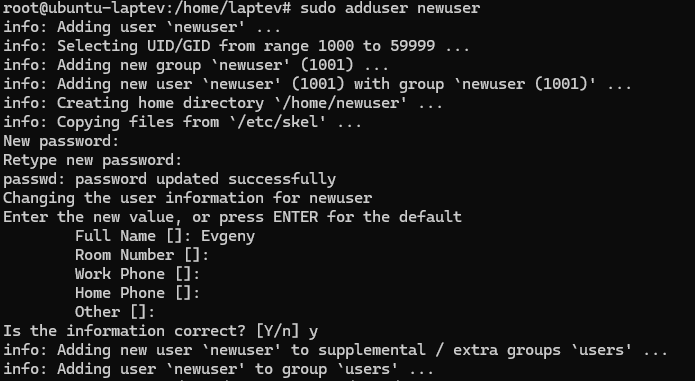 root@ubuntu-laptev:/home/laptev# sudo adduser newuser
info: Adding user `newuser' ...
info: Selecting UID/GID from range 1000 to 59999 ...
info: Adding new group `newuser' (1001) ...
info: Adding new user `newuser' (1001) with group `newuser (1001)' ...
info: Creating home directory `/home/newuser' ...
info: Copying files from `/etc/skel' ...
New password:
Retype new password:
passwd: password updated successfully
Changing the user information for newuser
Enter the new value, or press ENTER for the default
        Full Name []: Evgeny
        Room Number []:
        Work Phone []:
        Home Phone []:
        Other []:
Is the information correct? [Y/n] y
info: Adding new user `newuser' to supplemental / extra groups `users' ...
info: Adding user `newuser' to group `users' ...